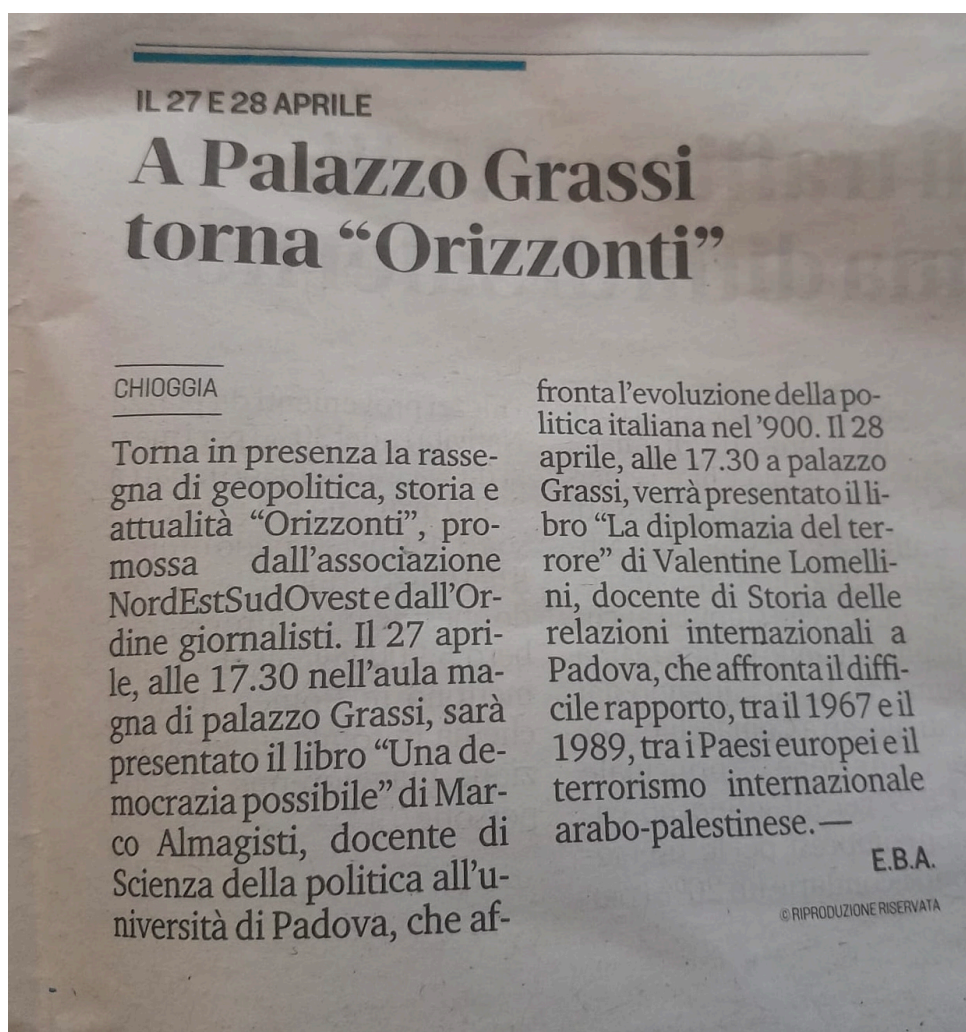 IL 27 E 28 APRILE
A Palazzo Grassi
torna “Orizzonti”
CHIOGGIA
Torna in presenza la rasse-
gna di geopolitica, storia e
attualità “Orizzonti”, pro-
mossa dall’associazione
NordEstSudOvest e dall’Or-
dine giornalisti. Il 27 apri-
le, alle 17.30 nell’aula ma-
gna di palazzo Grassi, sarà
presentato il libro “Una de-
mocrazia possibile” di Mar-
co Almagisti, docente di
Scienza della politica all’u-
niversità di Padova, che af-
fronta l’evoluzione della po-
litica italiana nel ’900. Il 28
aprile, alle 17.30 a palazzo
Grassi, verrà presentato il li-
bro “La diplomazia del ter-
rore” di Valentine Lomelli-
ni, docente di Storia delle
relazioni internazionali a
Padova, che affronta il diffi-
cile rapporto, tra il 1967 e il
1989, tra i Paesi europei e il
terrorismo internazionale
arabo-palestinese. —
E.B.A.
© RIPRODUZIONE RISERVATA